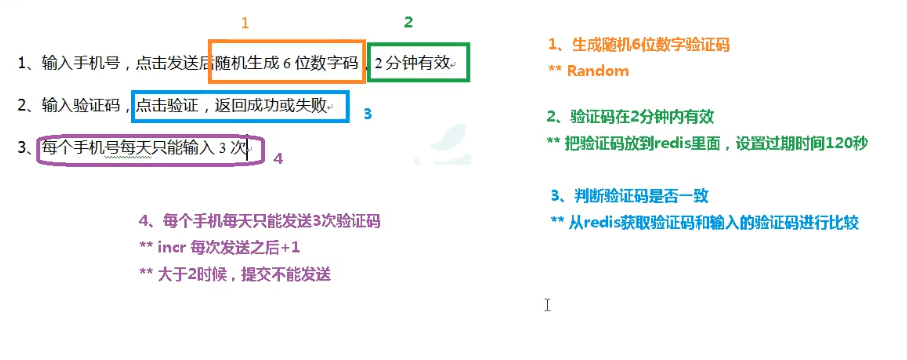 1
2
1、输入手机号，点击发送后随机生成 6 位数字码，2 分钟有效
2、输入验证码，点击验证，返回成功或失败
3
3、每个手机号每天只能输入 3 次
4
4、每个手机每天只能发送3次验证码
** incr 每次发送之后+1
** 大于2时候，提交不能发送
1、生成随机6位数字验证码
** Random
2、验证码在2分钟内有效
** 把验证码放到redis里面，设置过期时间120秒
3、判断验证码是否一致
** 从redis获取验证码和输入的验证码进行比较